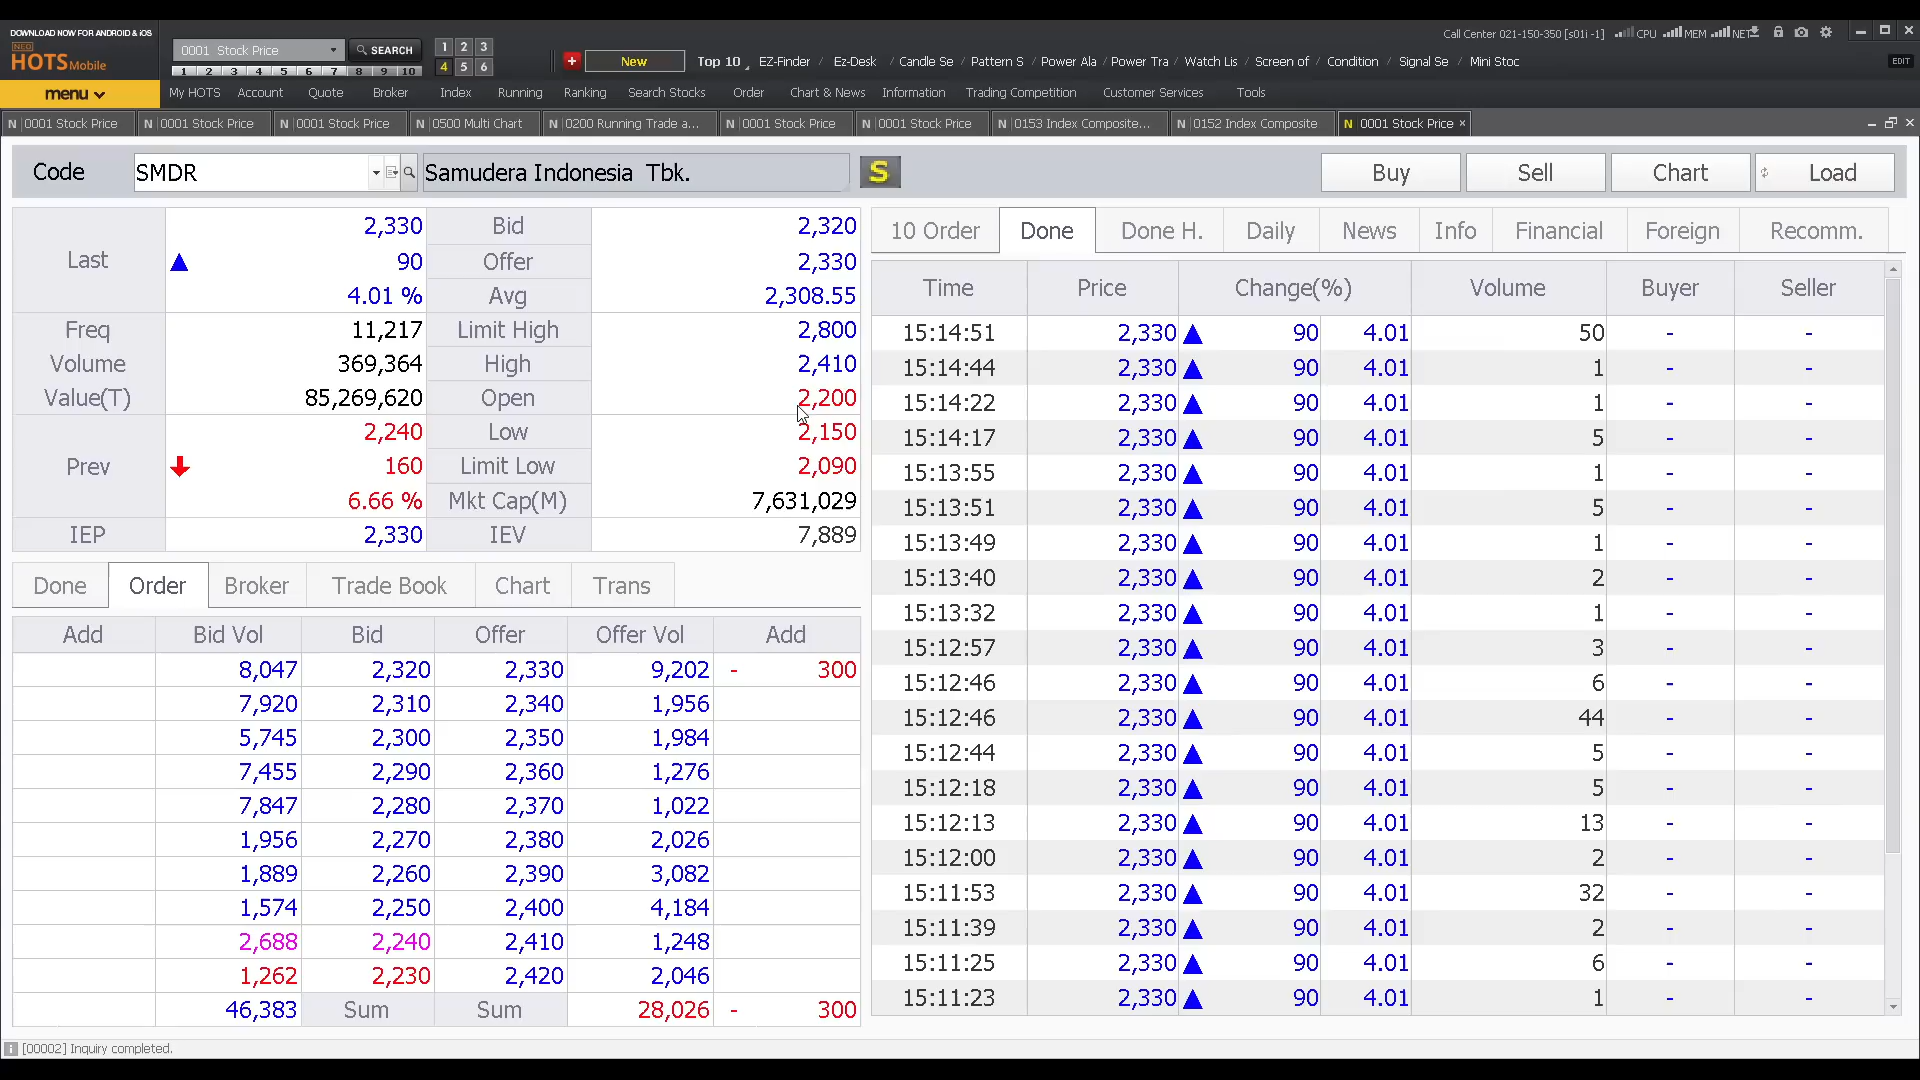 DOWNLOAD NOW FOR ANDROID & iOS
NEO
HOTS Mobile
menu
0001 Stock Price
SEARCH
1 2 3 4 5 6 7 8 9 10
1 2 3
4 5 6
New
Top 10 EZ-Finder / Ez-Desk / Candle Se / Pattern S / Power Ala / Power Tra / Watch Lis / Screen of / Condition / Signal Se / Mini Stoc
Call Center 021-150-350 [s01i -1] CPU MEM NET
EDIT
My HOTS Account Quote Broker Index Running Ranking Search Stocks Order Chart & News Information Trading Competition Customer Services Tools
N 0001 Stock Price N 0001 Stock Price N 0001 Stock Price N 0500 Multi Chart N 0200 Running Trade a... N 0001 Stock Price N 0001 Stock Price N 0153 Index Composite... N 0152 Index Composite N 0001 Stock Price ×
Code SMDR Samudera Indonesia Tbk. S Buy Sell Chart Load
Last 2,330 Bid 2,320
▲ 90 Offer 2,330
4.01 % Avg 2,308.55
Freq 11,217 Limit High 2,800
Volume 369,364 High 2,410
Value(T) 85,269,620 Open 2,200
Prev 2,240 Low 2,150
160 Limit Low 2,090
6.66 % Mkt Cap(M) 7,631,029
IEP 2,330 IEV 7,889
Done Order Broker Trade Book Chart Trans
Add Bid Vol Bid Offer Offer Vol Add
8,047 2,320 2,330 9,202 - 300
7,920 2,310 2,340 1,956
5,745 2,300 2,350 1,984
7,455 2,290 2,360 1,276
7,847 2,280 2,370 1,022
1,956 2,270 2,380 2,026
1,889 2,260 2,390 3,082
1,574 2,250 2,400 4,184
2,688 2,240 2,410 1,248
1,262 2,230 2,420 2,046
46,383 Sum Sum 28,026 - 300
10 Order Done Done H. Daily News Info Financial Foreign Recomm.
Time Price Change(%) Volume Buyer Seller
15:14:51 2,330 ▲ 90 4.01 50 - -
15:14:44 2,330 ▲ 90 4.01 1 - -
15:14:22 2,330 ▲ 90 4.01 1 - -
15:14:17 2,330 ▲ 90 4.01 5 - -
15:13:55 2,330 ▲ 90 4.01 1 - -
15:13:51 2,330 ▲ 90 4.01 5 - -
15:13:49 2,330 ▲ 90 4.01 1 - -
15:13:40 2,330 ▲ 90 4.01 2 - -
15:13:32 2,330 ▲ 90 4.01 1 - -
15:12:57 2,330 ▲ 90 4.01 3 - -
15:12:46 2,330 ▲ 90 4.01 6 - -
15:12:46 2,330 ▲ 90 4.01 44 - -
15:12:44 2,330 ▲ 90 4.01 5 - -
15:12:18 2,330 ▲ 90 4.01 5 - -
15:12:13 2,330 ▲ 90 4.01 13 - -
15:12:00 2,330 ▲ 90 4.01 2 - -
15:11:53 2,330 ▲ 90 4.01 32 - -
15:11:39 2,330 ▲ 90 4.01 2 - -
15:11:25 2,330 ▲ 90 4.01 6 - -
15:11:23 2,330 ▲ 90 4.01 1 - -
[00002] Inquiry completed.